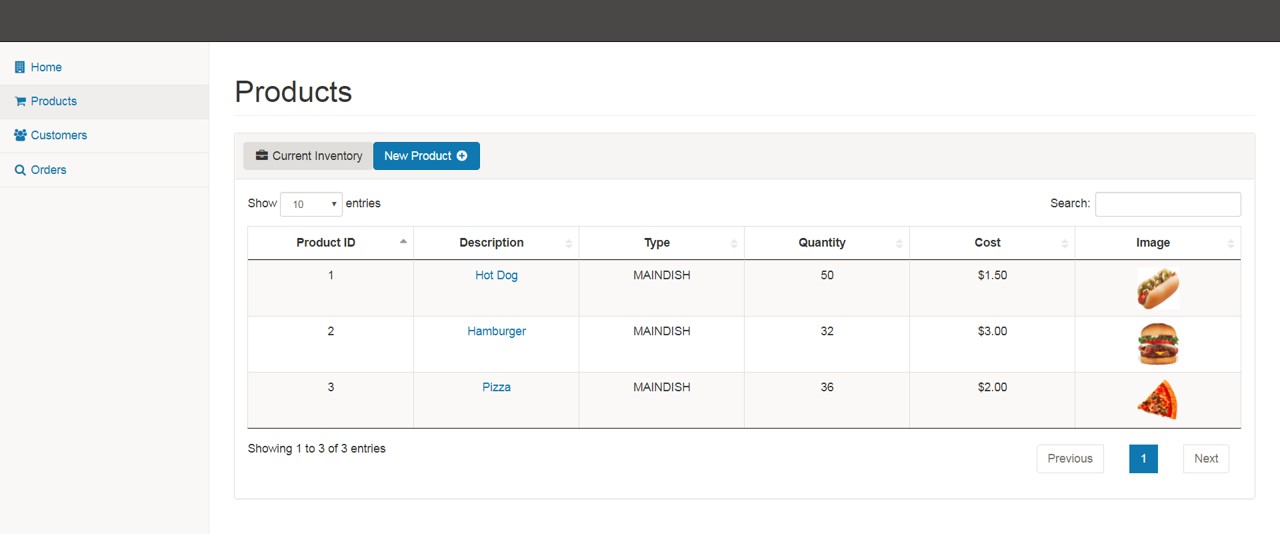 Home
Products
Customers
Orders
Products
Current Inventory New Product
Show 10 entries Search:
Product ID Description Type Quantity Cost Image
1 Hot Dog MAINDISH 50 $1.50
2 Hamburger MAINDISH 32 $3.00
3 Pizza MAINDISH 36 $2.00
Showing 1 to 3 of 3 entries
Previous 1 Next